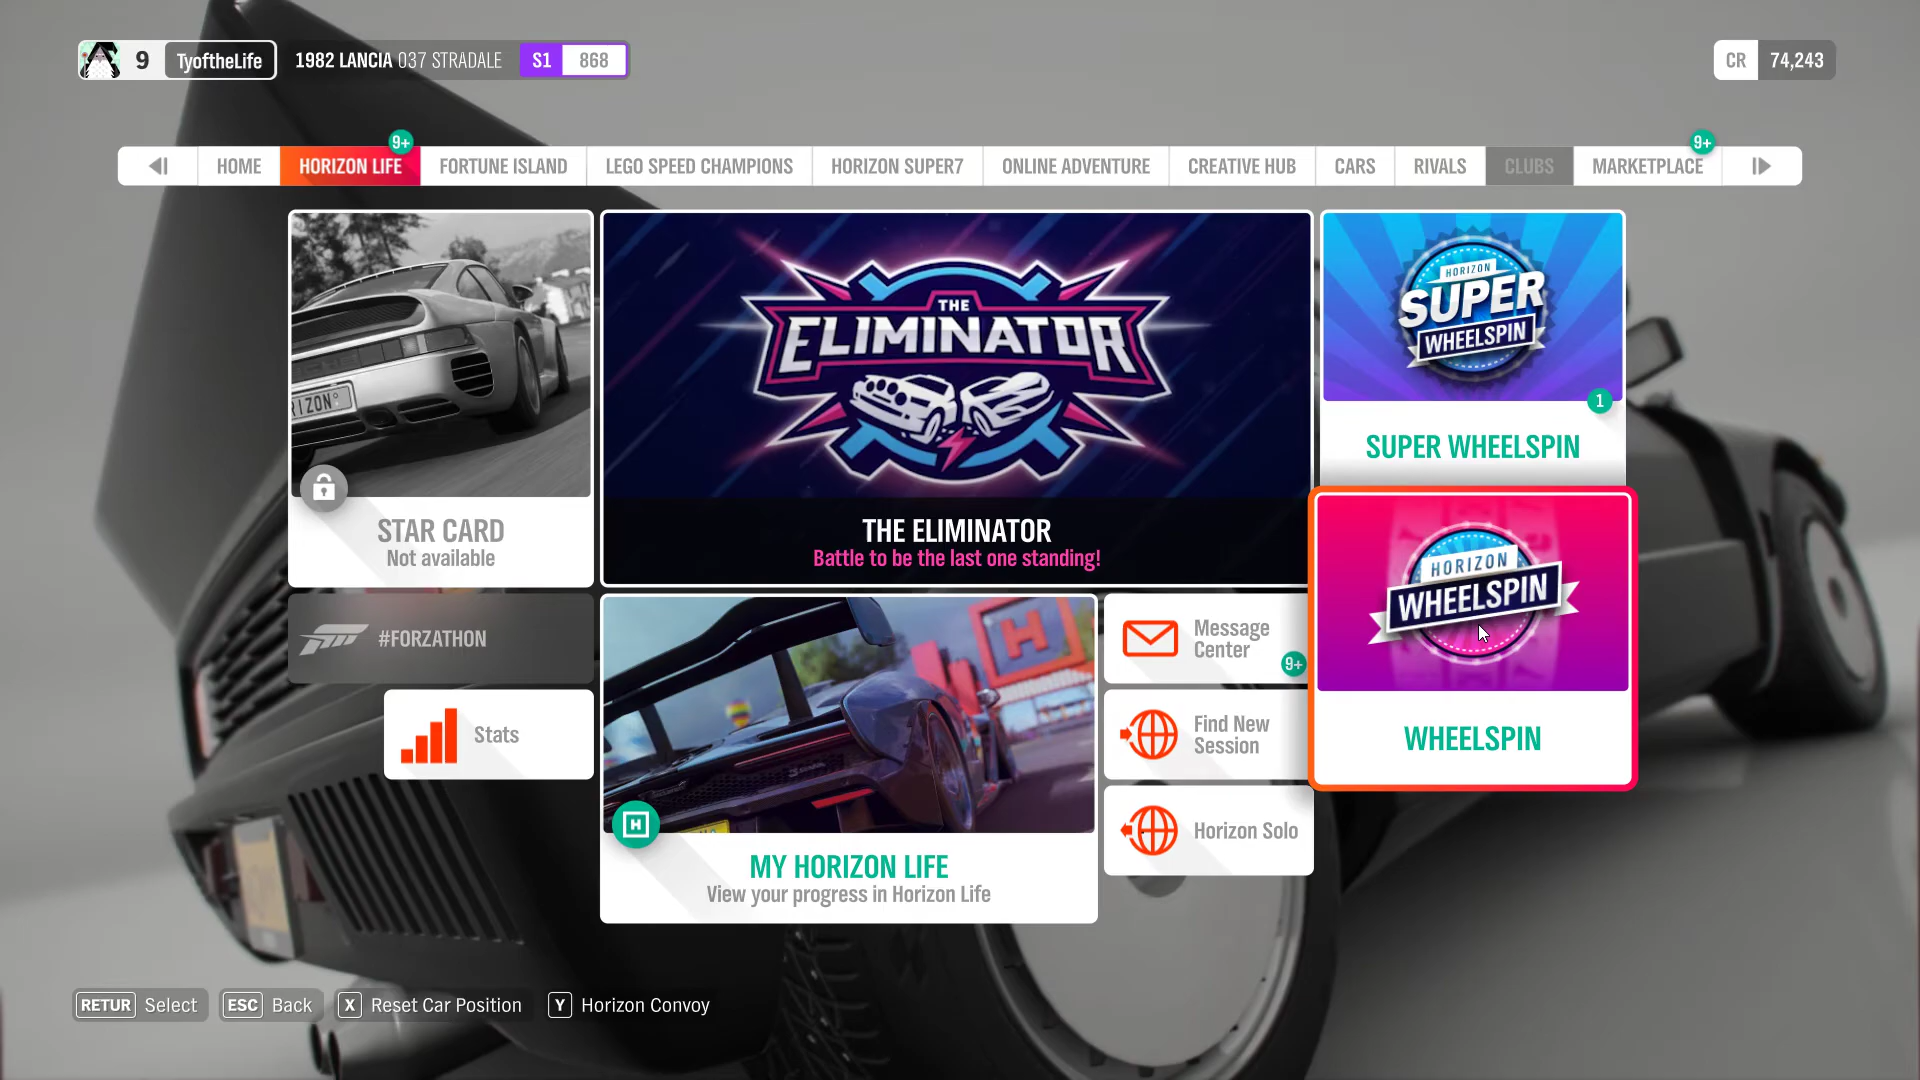 9 TyoftheLife 1982 LANCIA 037 STRADALE S1 868
CR 74,243
9+
9+
HOME HORIZON LIFE FORTUNE ISLAND LEGO SPEED CHAMPIONS HORIZON SUPER7 ONLINE ADVENTURE CREATIVE HUB CARS RIVALS CLUBS MARKETPLACE
RIZON
STAR CARD
Not available
THE
ELIMINATOR
THE ELIMINATOR
Battle to be the last one standing!
HORIZON
SUPER
WHEELSPIN
1
SUPER WHEELSPIN
HORIZON
WHEELSPIN
WHEELSPIN
#FORZATHON
Stats
H
H
MY HORIZON LIFE
View your progress in Horizon Life
Message
Center
9+
Find New
Session
Horizon Solo
RETUR Select ESC Back X Reset Car Position Y Horizon Convoy